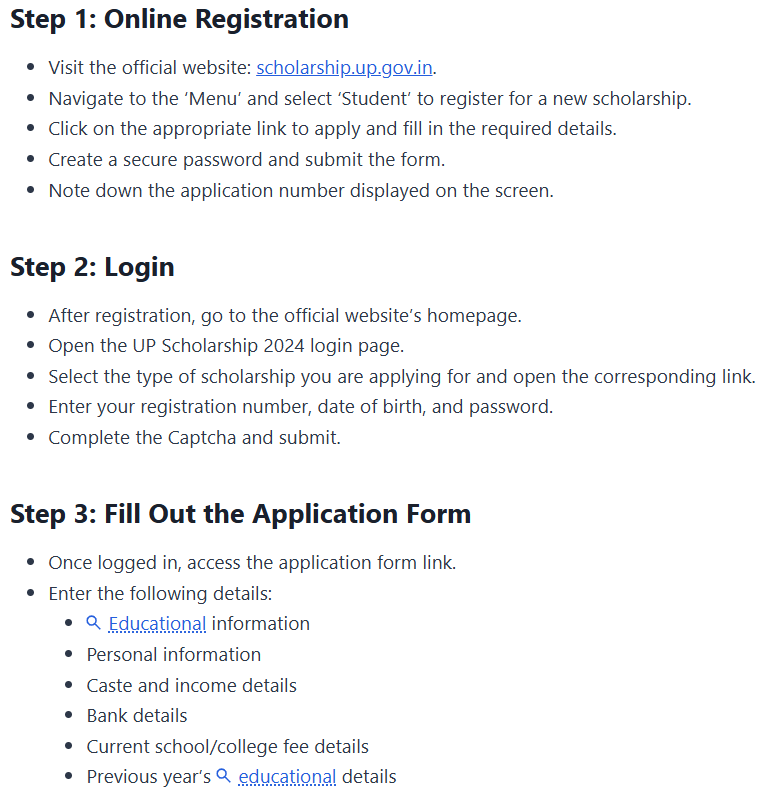 Step 1: Online Registration
Visit the official website: scholarship.up.gov.in.
Navigate to the ‘Menu’ and select ‘Student’ to register for a new scholarship.
Click on the appropriate link to apply and fill in the required details.
Create a secure password and submit the form.
Note down the application number displayed on the screen.
Step 2: Login
After registration, go to the official website’s homepage.
Open the UP Scholarship 2024 login page.
Select the type of scholarship you are applying for and open the corresponding link.
Enter your registration number, date of birth, and password.
Complete the Captcha and submit.
Step 3: Fill Out the Application Form
Once logged in, access the application form link.
Enter the following details:
Educational information
Personal information
Caste and income details
Bank details
Current school/college fee details
Previous year’s educational details